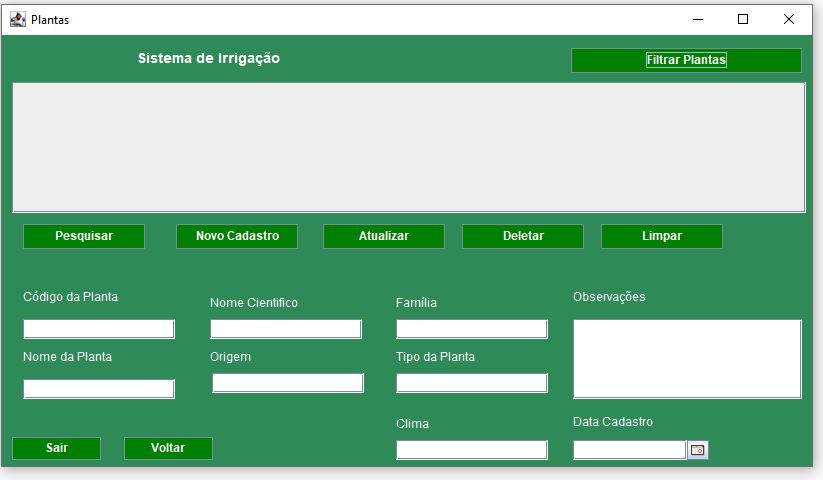 Plantas
Sistema de Irrigação
Filtrar Plantas
Pesquisar
Novo Cadastro
Atualizar
Deletar
Limpar
Código da Planta
Nome Cientifico
Família
Observações
Nome da Planta
Origem
Tipo da Planta
Clima
Data Cadastro
Sair
Voltar